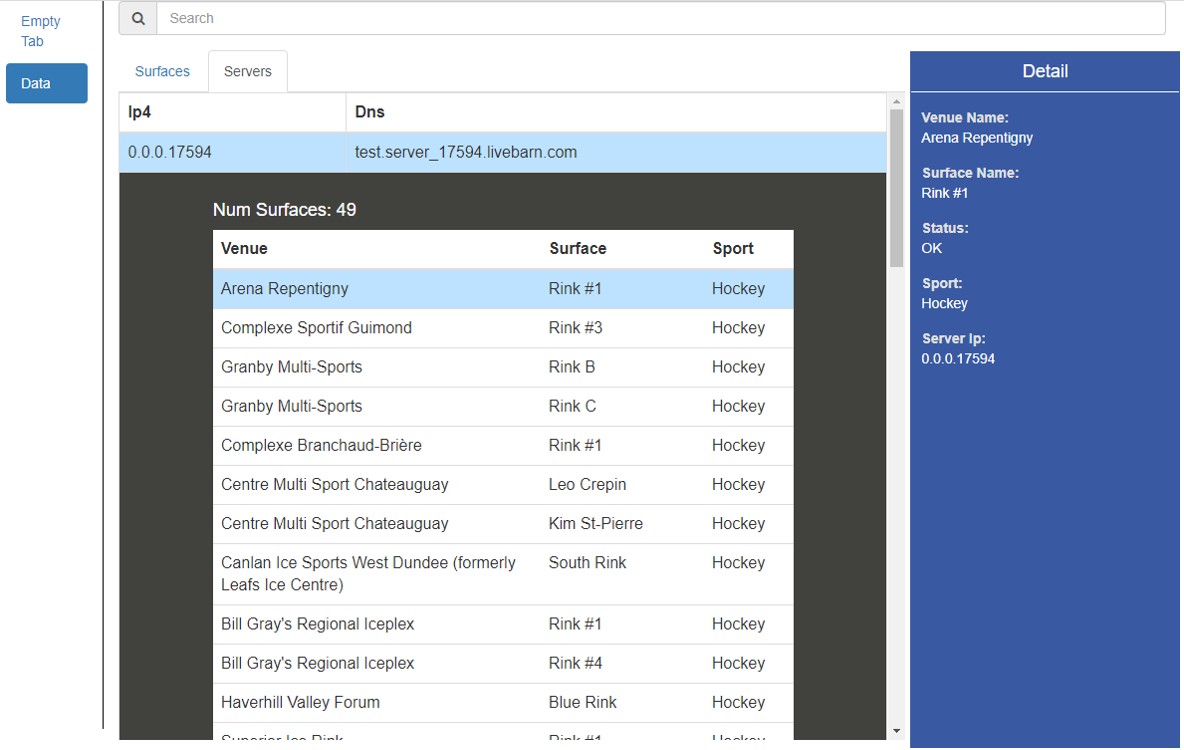 Empty
Tab
Data
Search
Surfaces Servers
Ip4 Dns
0.0.0.17594 test.server_17594.livebarn.com
Num Surfaces: 49
Venue Surface Sport
Arena Repentigny Rink #1 Hockey
Complexe Sportif Guimond Rink #3 Hockey
Granby Multi-Sports Rink B Hockey
Granby Multi-Sports Rink C Hockey
Complexe Branchaud-Brière Rink #1 Hockey
Centre Multi Sport Chateauguay Leo Crepin Hockey
Centre Multi Sport Chateauguay Kim St-Pierre Hockey
Canlan Ice Sports West Dundee (formerly South Rink Hockey
Leafs Ice Centre)
Bill Gray's Regional Iceplex Rink #1 Hockey
Bill Gray's Regional Iceplex Rink #4 Hockey
Haverhill Valley Forum Blue Rink Hockey
Superior Ice Rink Rink #1 Hockey
Detail
Venue Name:
Arena Repentigny
Surface Name:
Rink #1
Status:
OK
Sport:
Hockey
Server Ip:
0.0.0.17594